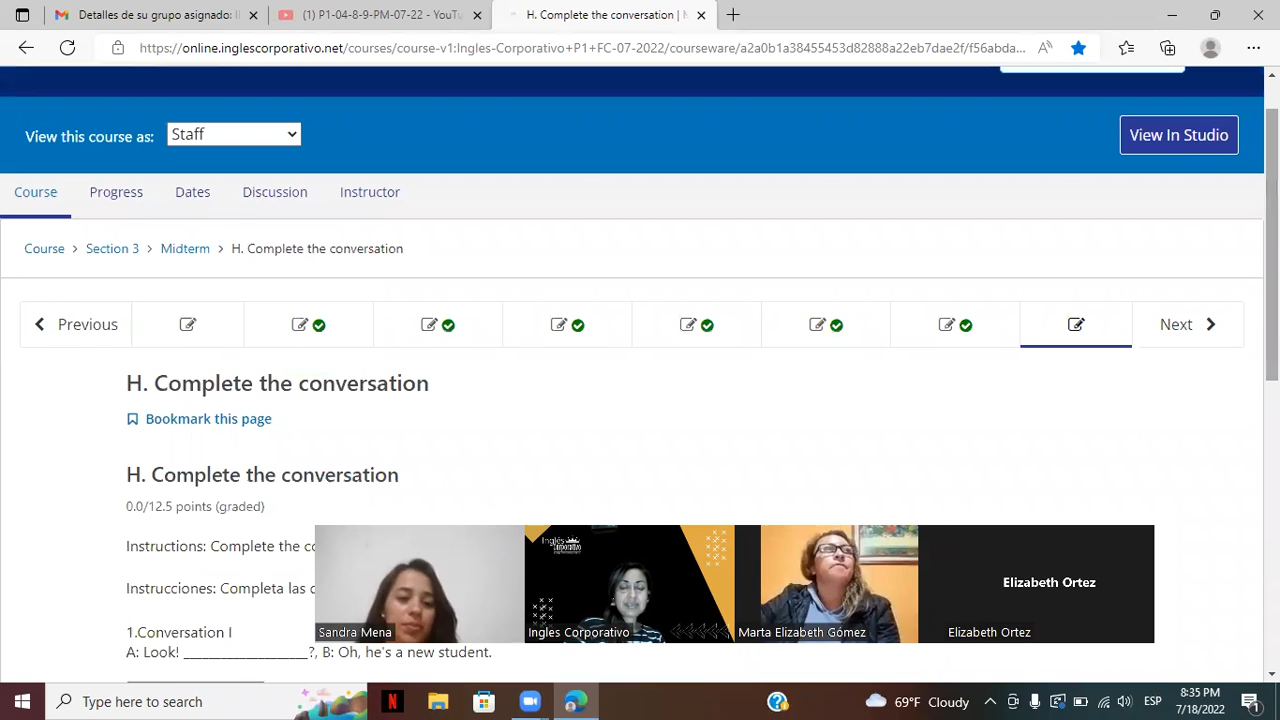 Detalles de su grupo asignado: I
(1) P1-04-8-9-PM-07-22 - YouTu
H. Complete the conversation |
https://online.inglescorporativo.net/courses/course-v1:Ingles-Corporativo+P1+FC-07-2022/courseware/a2a0b1a38455453d82888a22eb7dae2f/f56abda...
View this course as:
Staff
View In Studio
Course
Progress
Dates
Discussion
Instructor
Course > Section 3 > Midterm > H. Complete the conversation
Previous
Next
H. Complete the conversation
Bookmark this page
H. Complete the conversation
0.0/12.5 points (graded)
Instructions: Complete the co
Instrucciones: Completa las c
1.Conversation I
A: Look! ____________________?, B: Oh, he's a new student.
Inglés
Corporativo
Sandra Mena
Ingles Corporativo
Marta Elizabeth Gómez
Elizabeth Ortez
Elizabeth Ortez
Type here to search
69°F Cloudy
ESP
8:35 PM
7/18/2022
1